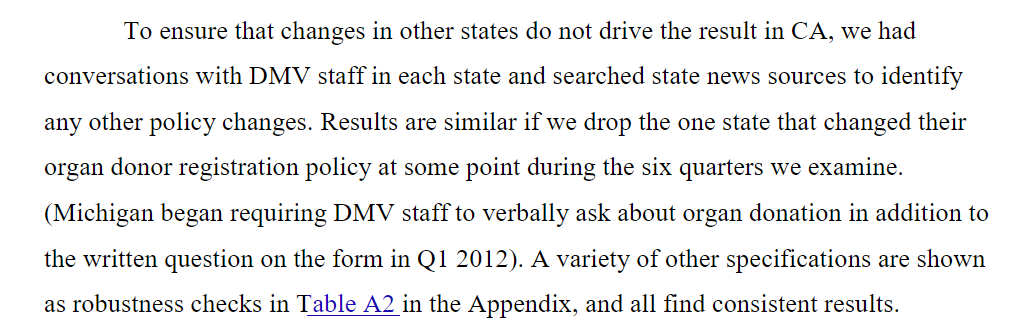 To ensure that changes in other states do not drive the result in CA, we had
conversations with DMV staff in each state and searched state news sources to identify
any other policy changes. Results are similar if we drop the one state that changed their
organ donor registration policy at some point during the six quarters we examine.
(Michigan began requiring DMV staff to verbally ask about organ donation in addition to
the written question on the form in Q1 2012). A variety of other specifications are shown
as robustness checks in Table A2 in the Appendix, and all find consistent results.